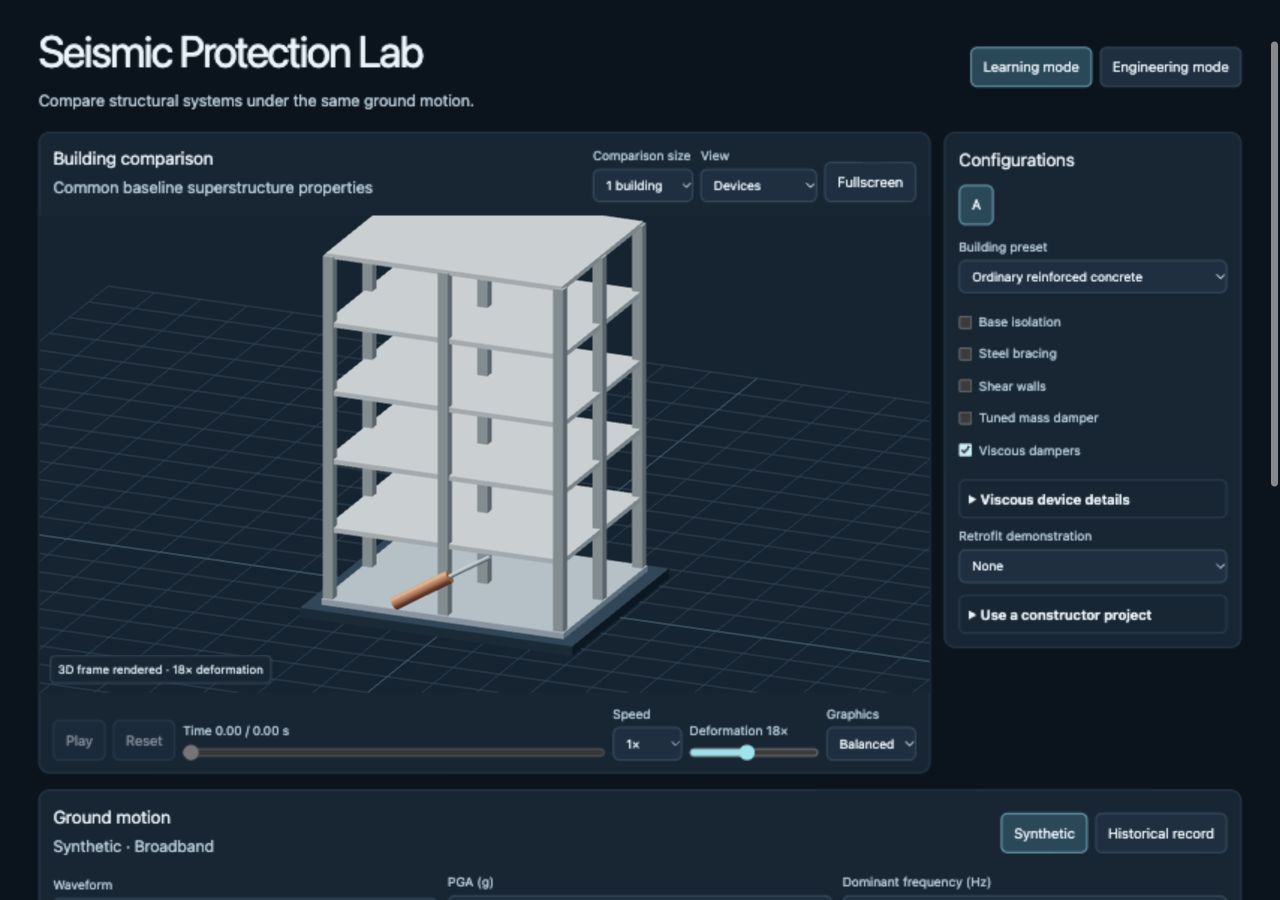 Seismic Protection Lab
Compare structural systems under the same ground motion.
Learning mode
Engineering mode
Building comparison
Common baseline superstructure properties
Comparison size
1 building
View
Devices
Fullscreen
3D frame rendered · 18× deformation
Play
Reset
Time 0.00 / 0.00 s
Speed
1×
Deformation 18×
Graphics
Balanced
Configurations
A
Building preset
Ordinary reinforced concrete
Base isolation
Steel bracing
Shear walls
Tuned mass damper
Viscous dampers
Viscous device details
Retrofit demonstration
None
Use a constructor project
Ground motion
Synthetic · Broadband
Synthetic
Historical record
Waveform
PGA (g)
Dominant frequency (Hz)